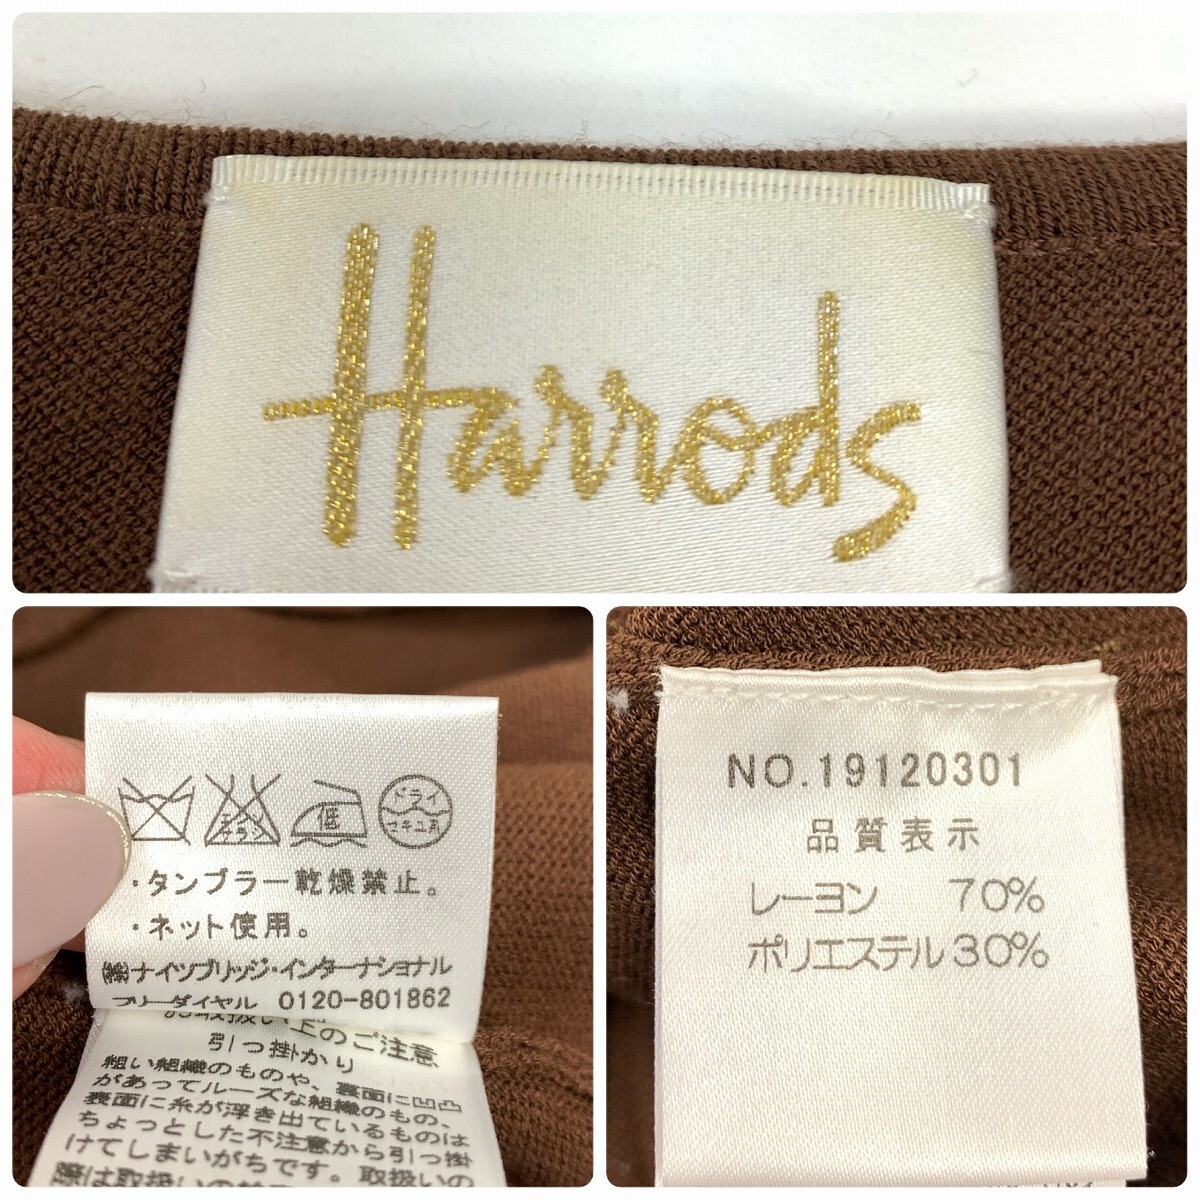 Harrods
低
ドライ
セキユ系
・タンブラー乾燥禁止。
・ネット使用。
㈱ナイツブリッジ・インターナショナル
フリーダイヤル 0120-801862
お取扱い上のご注意
引っ掛かり
粗い組織のものや、裏面に凹凸
があってルーズな組織のもの、
表面に糸が浮き出ているものは
ちょっとした不注意から引っ掛
けてしまいがちです。取扱いの
際は取扱いの
NO.19120301
品質表示
レーヨン 70%
ポリエステル 30%